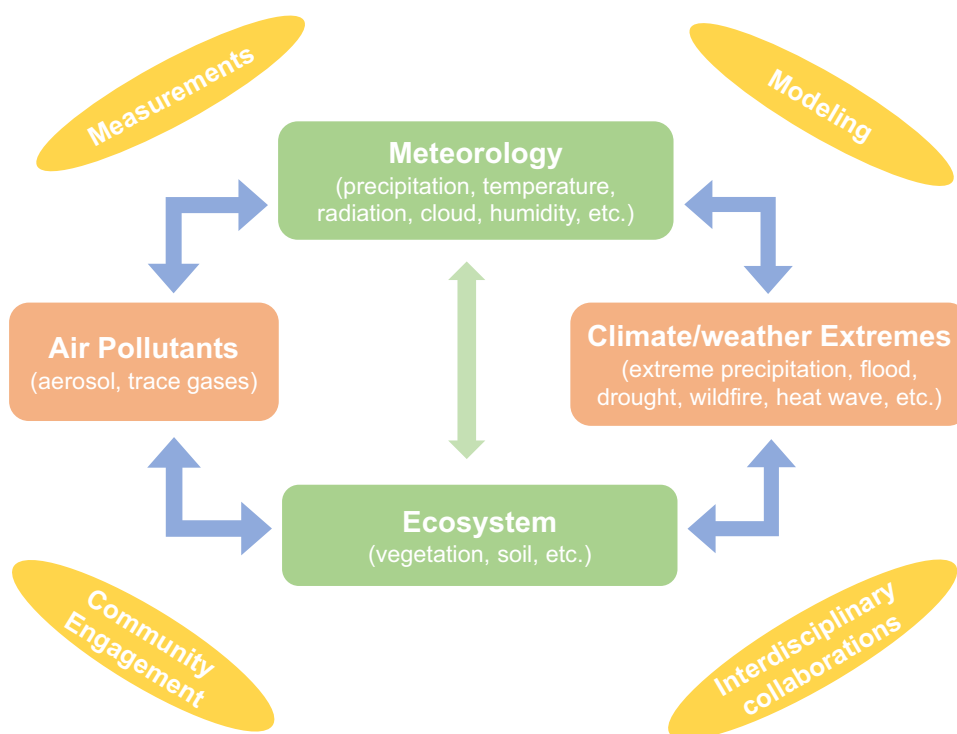 Measurements
Modeling
Meteorology
(precipitation, temperature,
radiation, cloud, humidity, etc.)
Air Pollutants
(aerosol, trace gases)
Climate/weather Extremes
(extreme precipitation, flood,
drought, wildfire, heat wave, etc.)
Ecosystem
(vegetation, soil, etc.)
Community
Engagement
Interdisciplinary
collaborations